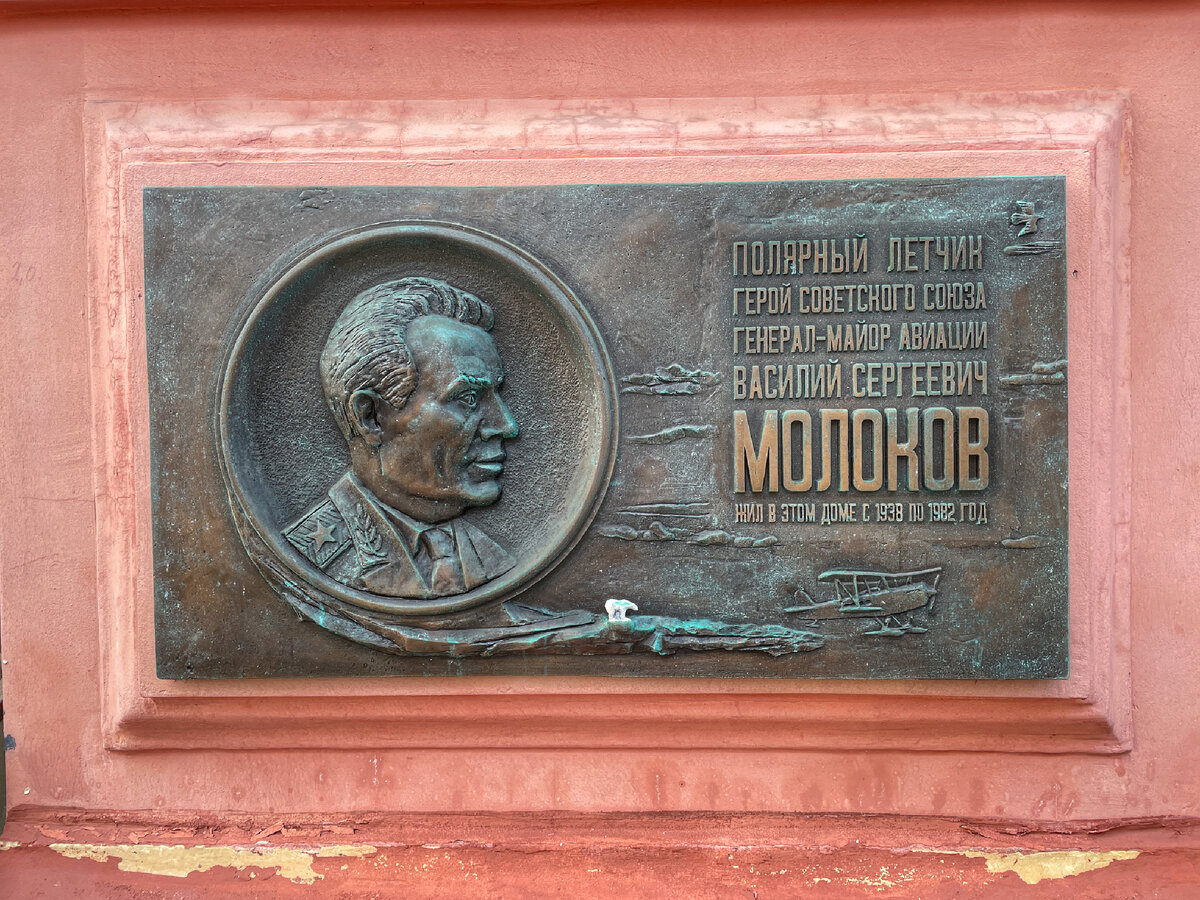 ПОЛЯРНЫЙ ЛЕТЧИК
ГЕРОЙ СОВЕТСКОГО СОЮЗА
ГЕНЕРАЛ-МАЙОР АВИАЦИИ
ВАСИЛИЙ СЕРГЕЕВИЧ
МОЛОКОВ
ЖИЛ В ЭТОМ ДОМЕ С 1938 ПО 1982 ГОД